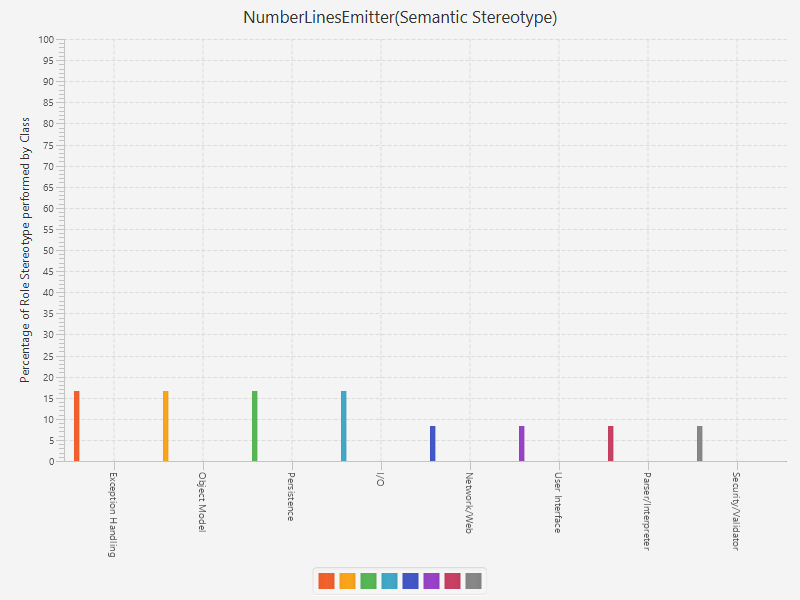 NumberLinesEmitter(Semantic Stereotype)
Percentage of Role Stereotype performed by Class
100
95
90
85
80
75
70
65
60
55
50
45
40
35
30
25
20
15
10
5
0
Exception Handling
Object Model
Persistence
I/O
Network/Web
User Interface
Parser/Interpreter
Security/Validator